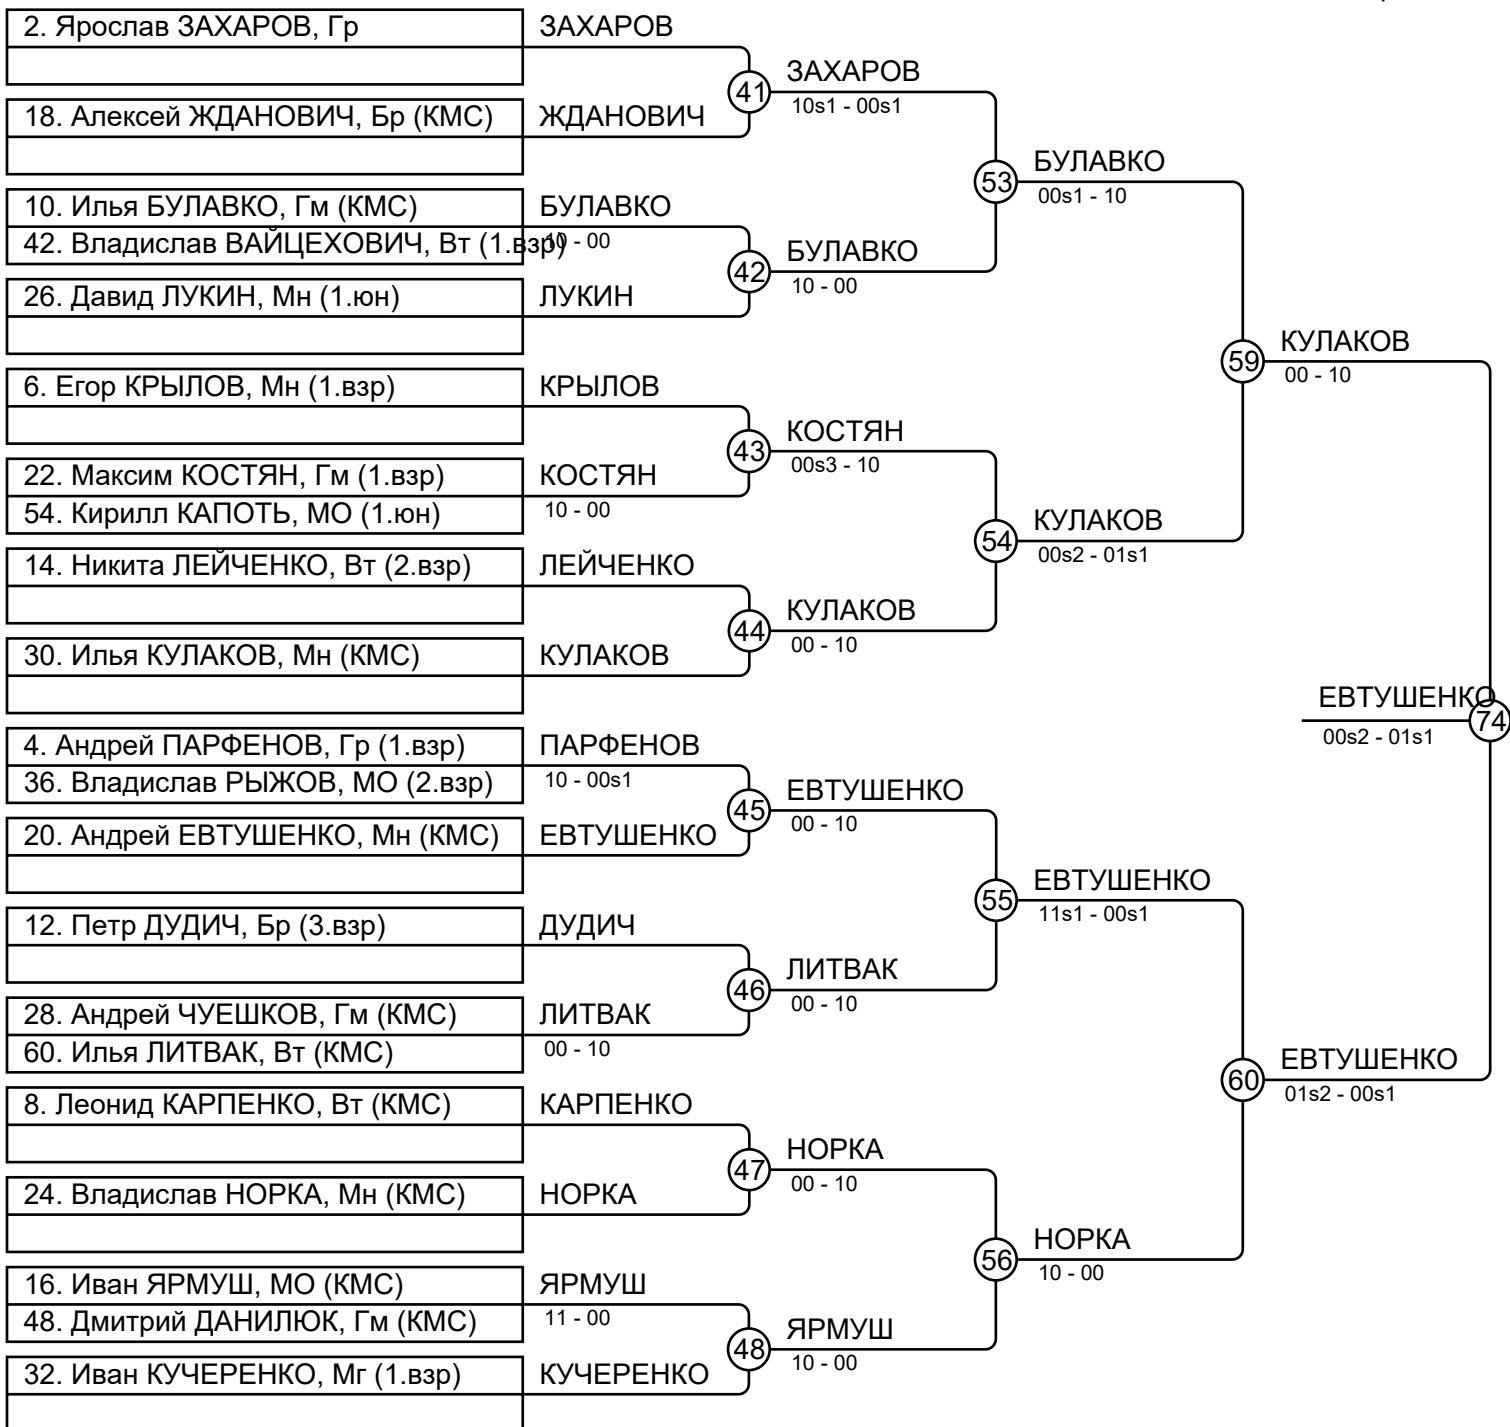 2. Ярослав ЗАХАРОВ, Гр
ЗАХАРОВ
41
ЗАХАРОВ
10s1 - 00s1
18. Алексей ЖДАНОВИЧ, Бр (КМС)
ЖДАНОВИЧ
53
БУЛАВКО
00s1 - 10
10. Илья БУЛАВКО, Гм (КМС)
БУЛАВКО
42. Владислав ВАЙЦЕХОВИЧ, Вт (1.взр)
10 - 00
42
БУЛАВКО
10 - 00
26. Давид ЛУКИН, Мн (1.юн)
ЛУКИН
59
КУЛАКОВ
00 - 10
6. Егор КРЫЛОВ, Мн (1.взр)
КРЫЛОВ
43
КОСТЯН
00s3 - 10
22. Максим КОСТЯН, Гм (1.взр)
КОСТЯН
54. Кирилл КАПОТЬ, МО (1.юн)
10 - 00
54
КУЛАКОВ
00s2 - 01s1
14. Никита ЛЕЙЧЕНКО, Вт (2.взр)
ЛЕЙЧЕНКО
44
КУЛАКОВ
00 - 10
30. Илья КУЛАКОВ, Мн (КМС)
КУЛАКОВ
ЕВТУШЕНКО
74
00s2 - 01s1
4. Андрей ПАРФЕНОВ, Гр (1.взр)
ПАРФЕНОВ
36. Владислав РЫЖОВ, МО (2.взр)
10 - 00s1
45
ЕВТУШЕНКО
00 - 10
20. Андрей ЕВТУШЕНКО, Мн (КМС)
ЕВТУШЕНКО
55
ЕВТУШЕНКО
11s1 - 00s1
12. Петр ДУДИЧ, Бр (3.взр)
ДУДИЧ
46
ЛИТВАК
00 - 10
28. Андрей ЧУЕШКОВ, Гм (КМС)
ЛИТВАК
60. Илья ЛИТВАК, Вт (КМС)
00 - 10
60
ЕВТУШЕНКО
01s2 - 00s1
8. Леонид КАРПЕНКО, Вт (КМС)
КАРПЕНКО
47
НОРКА
00 - 10
24. Владислав НОРКА, Мн (КМС)
НОРКА
56
НОРКА
10 - 00
16. Иван ЯРМУШ, МО (КМС)
ЯРМУШ
48. Дмитрий ДАНИЛЮК, Гм (КМС)
11 - 00
48
ЯРМУШ
10 - 00
32. Иван КУЧЕРЕНКО, Мг (1.взр)
КУЧЕРЕНКО